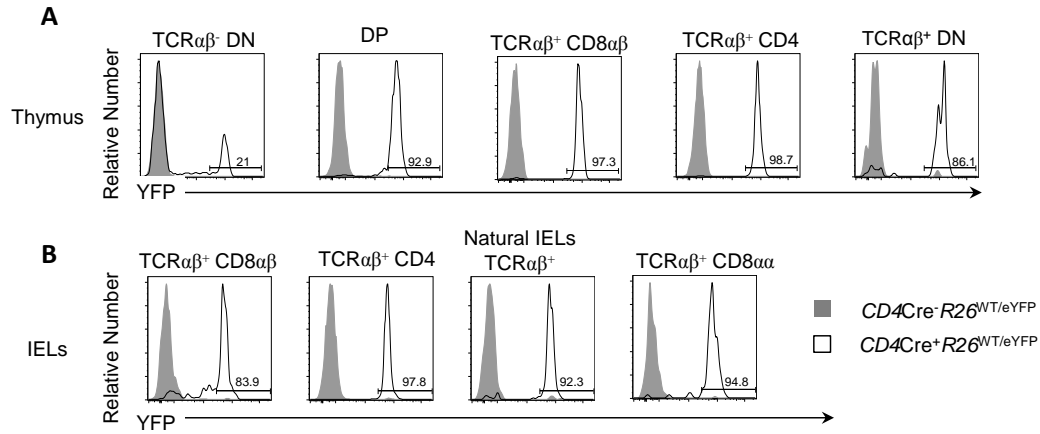 A
TCRαβ⁻ DN
DP
TCRαβ⁺ CD8αβ
TCRαβ⁺ CD4
TCRαβ⁺ DN
Thymus
Relative Number
21
92.9
97.3
98.7
86.1
YFP
B
TCRαβ⁺ CD8αβ
TCRαβ⁺ CD4
Natural IELs
TCRαβ⁺
TCRαβ⁺ CD8αα
IELs
Relative Number
83.9
97.8
92.3
94.8
YFP
CD4Cre⁻R26WT/eYFP
CD4Cre⁺R26WT/eYFP